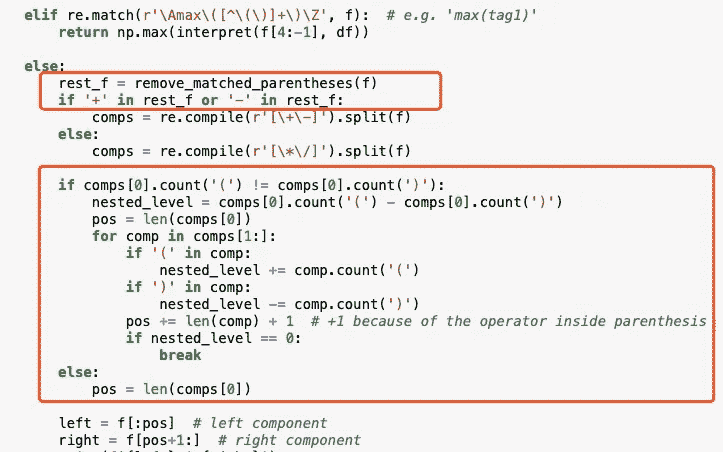 elif re.match(r'\Amax\([^\(\)]+\)\Z', f):  # e.g. 'max(tag1)'
    return np.max(interpret(f[4:-1], df))
else:
    rest_f = remove_matched_parentheses(f)
    if '+' in rest_f or '-' in rest_f:
        comps = re.compile(r'[\+\-]').split(f)
    else:
        comps = re.compile(r'[\*\/]').split(f)
    if comps[0].count('(') != comps[0].count(')'):
        nested_level = comps[0].count('(') - comps[0].count(')')
        pos = len(comps[0])
        for comp in comps[1:]:
            if '(' in comp:
                nested_level += comp.count('(')
            if ')' in comp:
                nested_level -= comp.count(')')
            pos += len(comp) + 1  # +1 because of the operator inside parenthesis
            if nested_level == 0:
                break
    else:
        pos = len(comps[0])
    left = f[:pos]  # left component
    right = f[pos+1:]  # right component